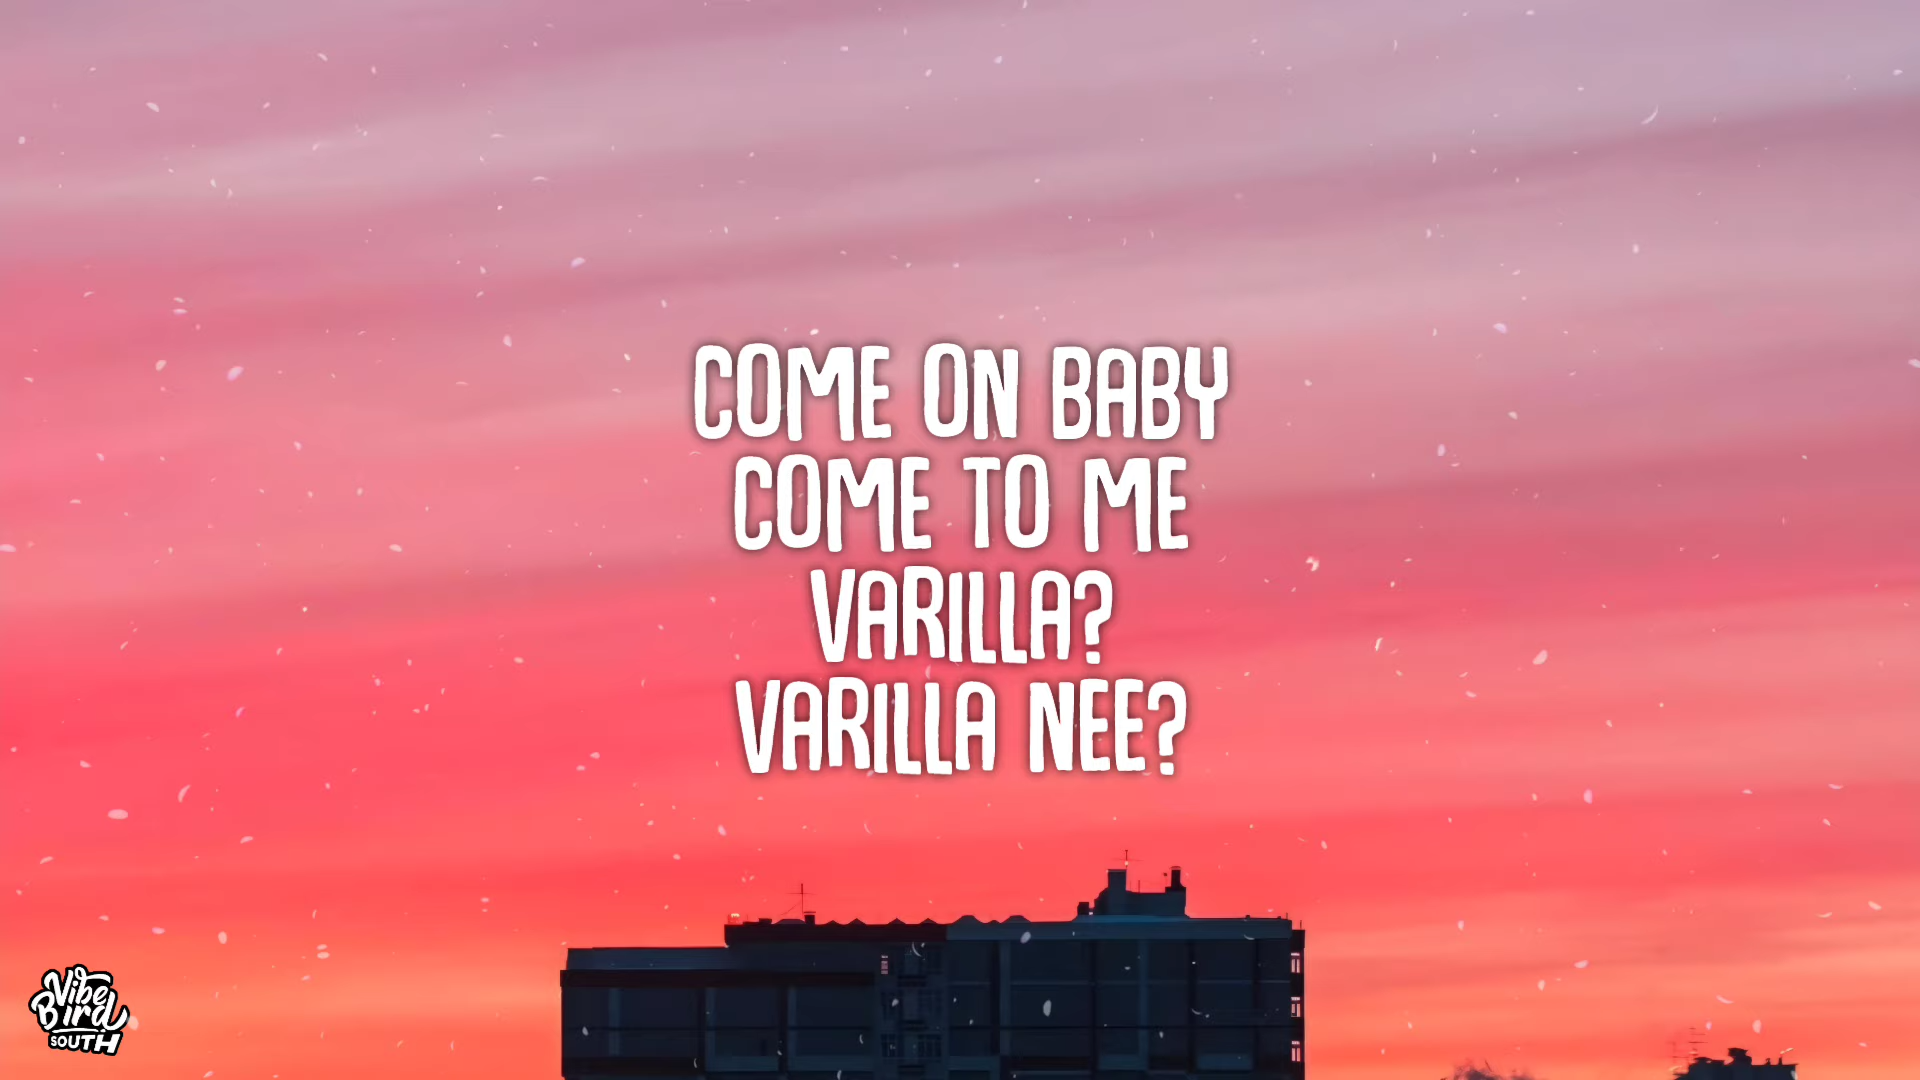 COME ON BABY
COME TO ME
VARILLA?
VARILLA NEE?
Vibe
Bird
SOUTH